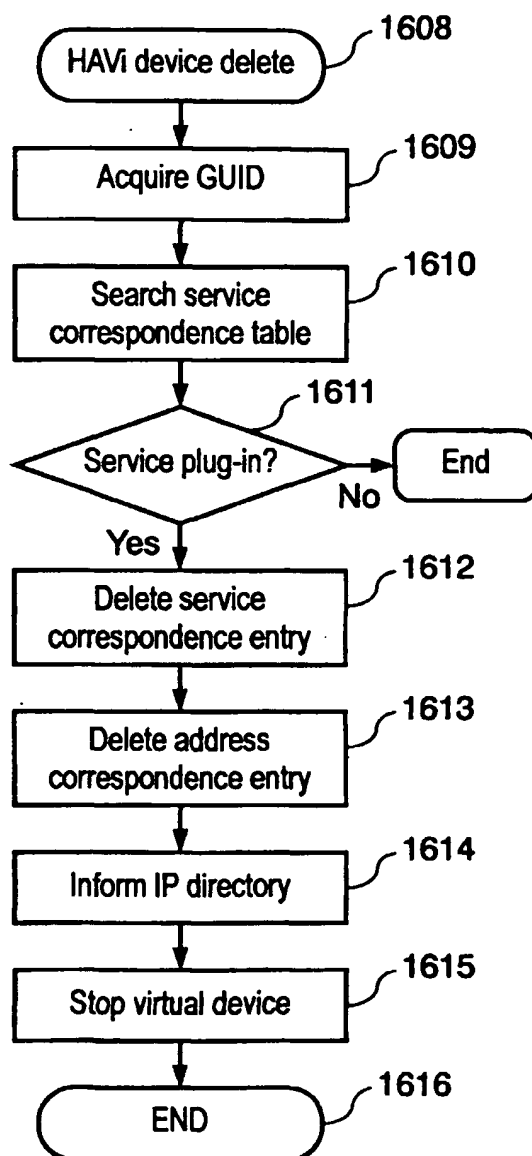 1608
HAVi device delete
1609
Acquire GUID
1610
Search service
correspondence table
1611
Service plug-in?
End
No
Yes
1612
Delete service
correspondence entry
1613
Delete address
correspondence entry
1614
Inform IP directory
1615
Stop virtual device
1616
END